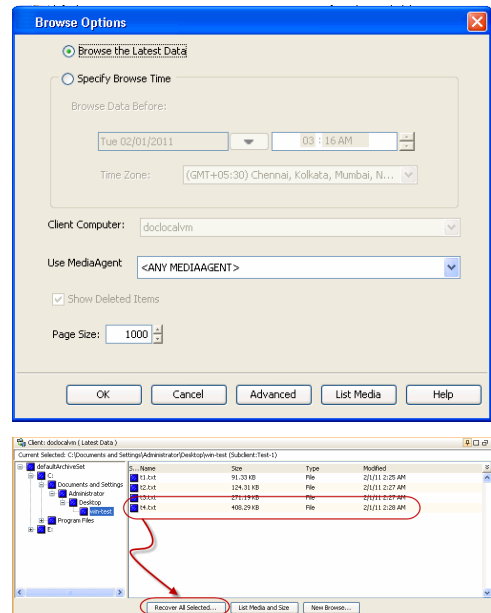 Browse Options
Browse the Latest Data
Specify Browse Time
Browse Data Before:
Tue 02/01/2011 03 : 16 AM
Time Zone: (GMT+05:30) Chennai, Kolkata, Mumbai, N...
Client Computer: doclocalvm
Use MediaAgent <ANY MEDIAAGENT>
Show Deleted Items
Page Size: 1000
OK Cancel Advanced List Media Help
Client: doclocalvm ( Latest Data )
Current Selected: C:\Documents and Settings\Administrator\Desktop\win-test (Subclient:Test-1)
defaultArchiveSet
C:
Documents and Settings
Administrator
Desktop
win-test
Program Files
E:
S... Name Size Type Modified
t1.txt 91.33 KB File 2/1/11 2:25 AM
t2.txt 124.31 KB File 2/1/11 2:27 AM
t3.txt 271.19 KB File 2/1/11 2:27 AM
t4.txt 408.29 KB File 2/1/11 2:28 AM
Recover All Selected... List Media and Size New Browse...